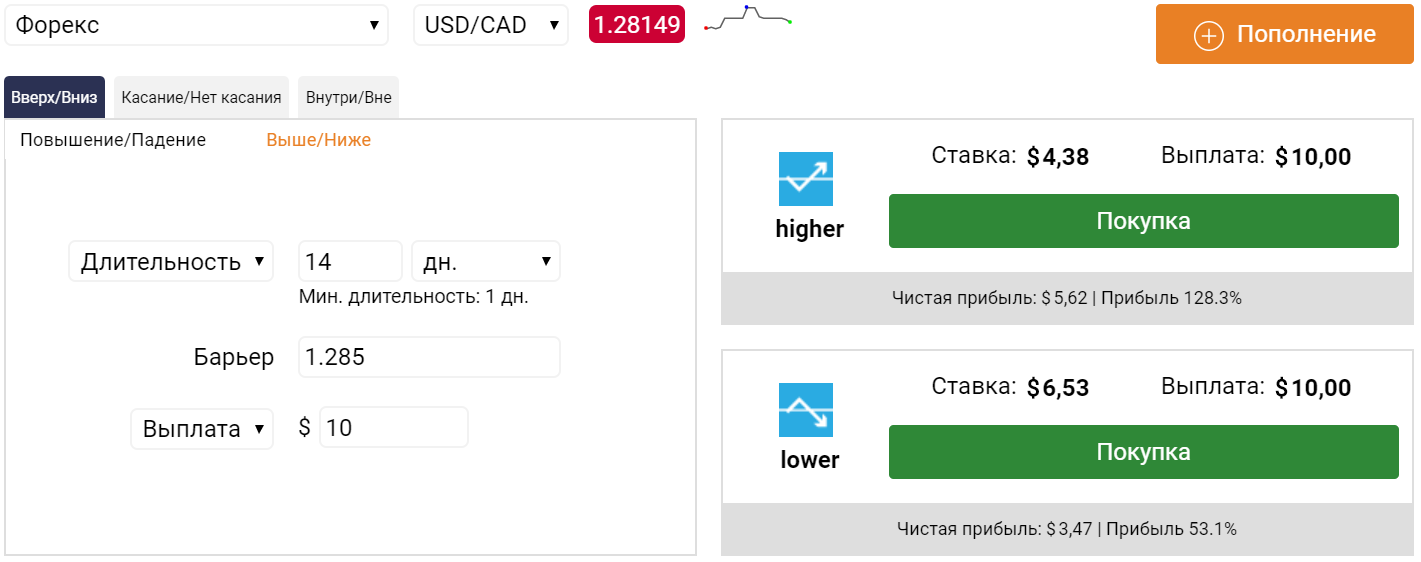 Форекс ▼ USD/CAD ▼ 1.28149 Пополнение
Вверх/Вниз Касание/Нет касания Внутри/Вне
Повышение/Падение Выше/Ниже
Длительность ▼ 14 дн. ▼
Мин. длительность: 1 дн.
Барьер 1.285
Выплата ▼ $ 10
Ставка: $4,38 Выплата: $10,00
higher
Покупка
Чистая прибыль: $5,62 | Прибыль 128.3%
Ставка: $6,53 Выплата: $10,00
lower
Покупка
Чистая прибыль: $3,47 | Прибыль 53.1%